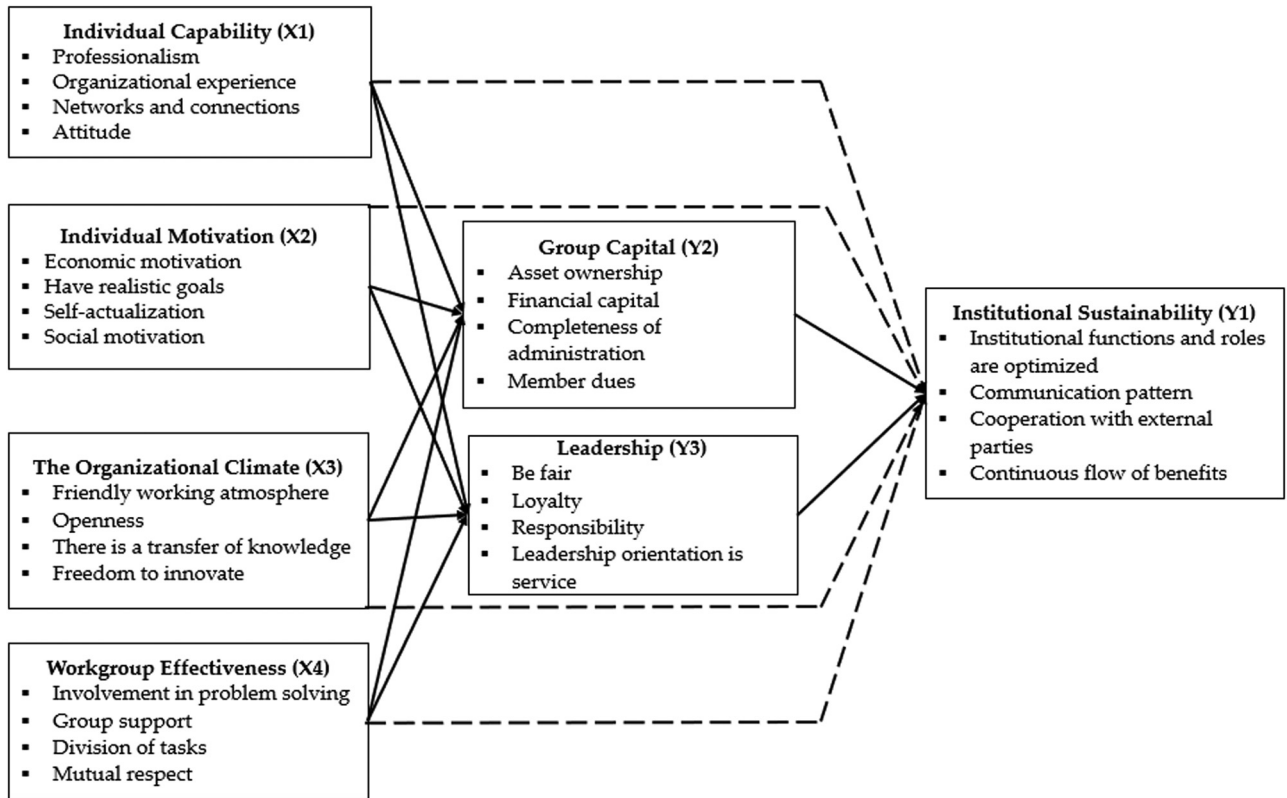 Individual Capability (X1)
▪ Professionalism
▪ Organizational experience
▪ Networks and connections
▪ Attitude
Individual Motivation (X2)
▪ Economic motivation
▪ Have realistic goals
▪ Self-actualization
▪ Social motivation
The Organizational Climate (X3)
▪ Friendly working atmosphere
▪ Openness
▪ There is a transfer of knowledge
▪ Freedom to innovate
Workgroup Effectiveness (X4)
▪ Involvement in problem solving
▪ Group support
▪ Division of tasks
▪ Mutual respect
Group Capital (Y2)
▪ Asset ownership
▪ Financial capital
▪ Completeness of
administration
▪ Member dues
Leadership (Y3)
▪ Be fair
▪ Loyalty
▪ Responsibility
▪ Leadership orientation is
service
Institutional Sustainability (Y1)
▪ Institutional functions and roles
are optimized
▪ Communication pattern
▪ Cooperation with external
parties
▪ Continuous flow of benefits